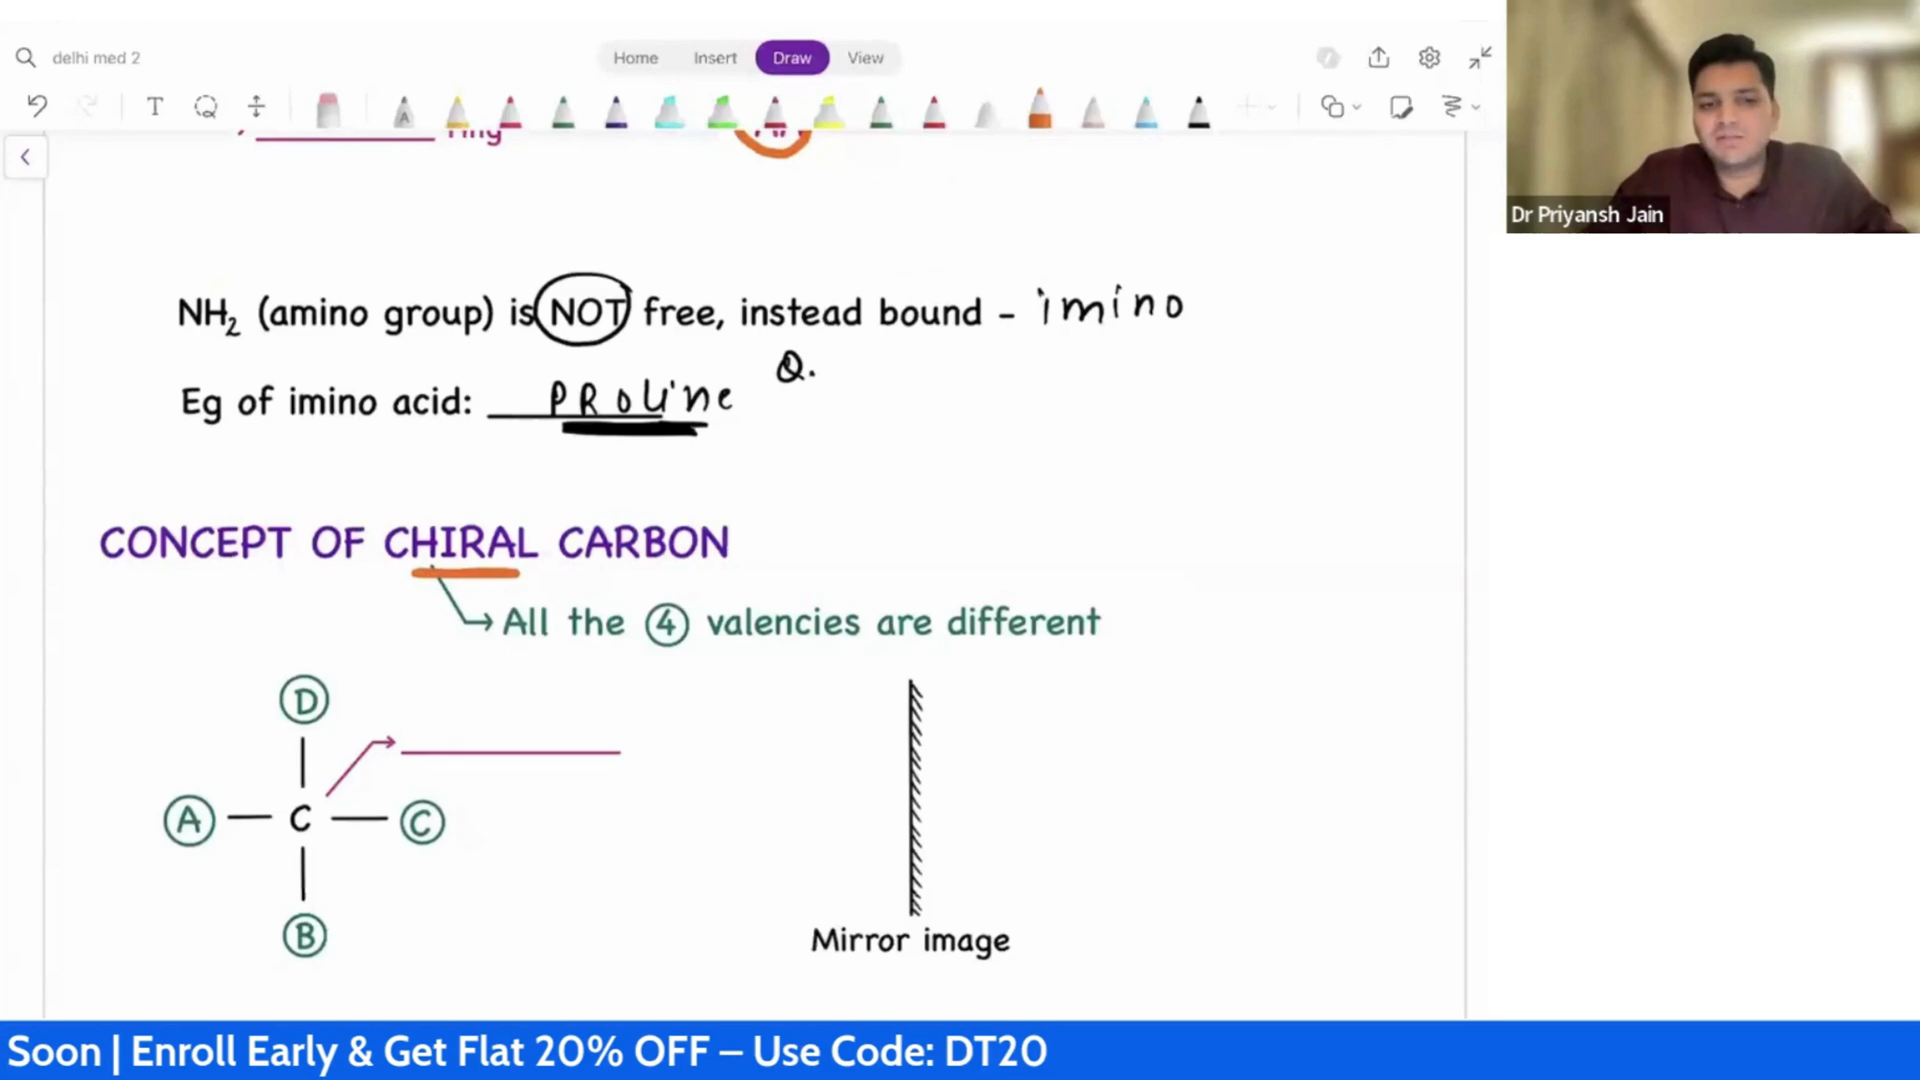 delhi med 2
Home Insert Draw View
T
A
Dr Priyansh Jain
NH₂ (amino group) is NOT free, instead bound - imino
Q.
Eg of imino acid: PROLine
CONCEPT OF CHIRAL CARBON
All the 4 valencies are different
D
A — C — C
B
Mirror image
Soon | Enroll Early & Get Flat 20% OFF – Use Code: DT20